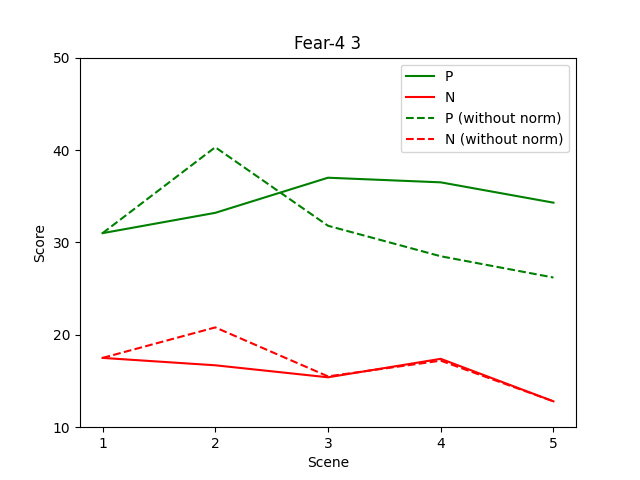 Fear-4 3
50
40
30
20
10
Score
P
N
P (without norm)
N (without norm)
1 2 3 4 5
Scene